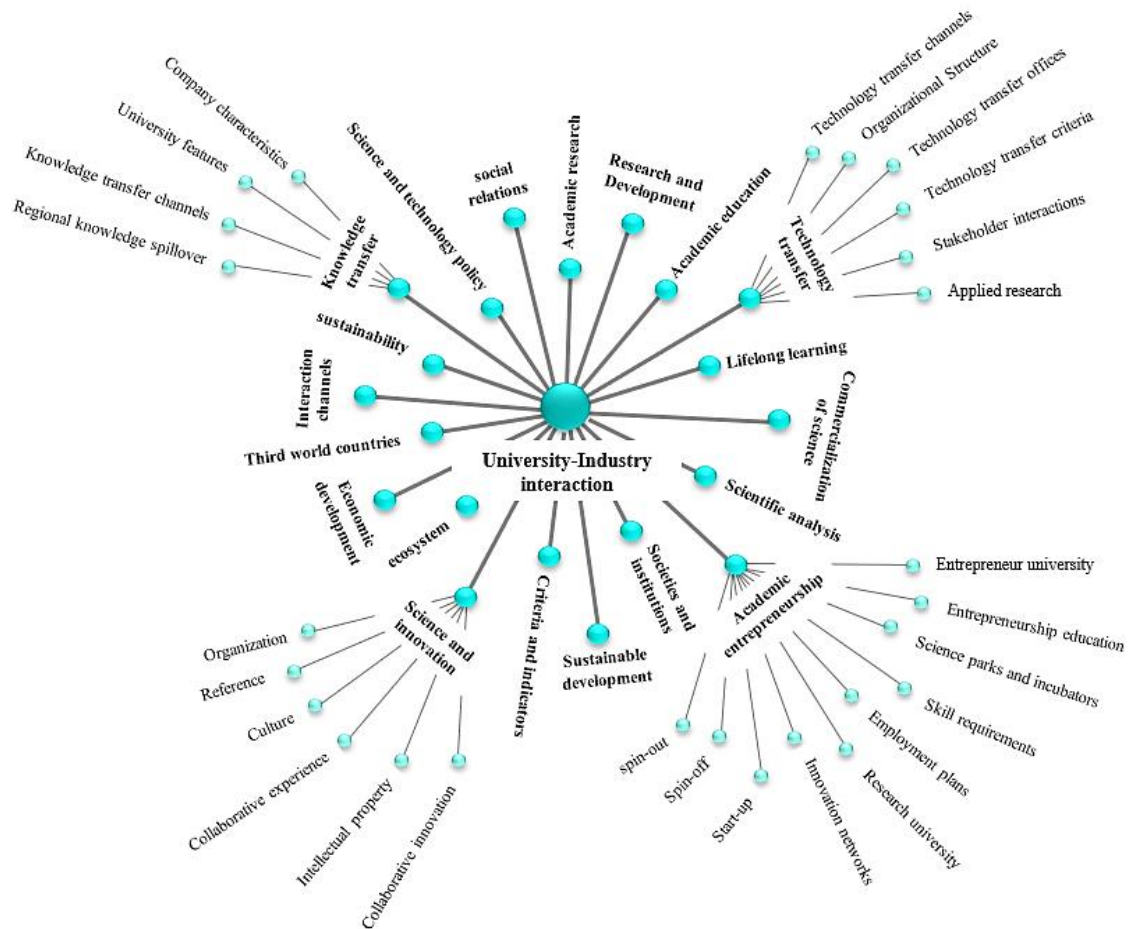 Technology transfer channels
Organizational Structure
Technology transfer offices
Technology transfer criteria
Stakeholder interactions
Applied research
Company characteristics
University features
Knowledge transfer channels
Regional knowledge spillover
Knowledge
transfer
Science and technology policy
social
relations
Academic research
Research and
Development
Academic education
Technology
transfer
sustainability
Lifelong learning
Interaction
channels
Commercialization
of science
Third world countries
University-Industry
interaction
Scientific analysis
Economic
development
ecosystem
Criteria and indicators
Sustainable
development
Societies and
institutions
Academic
entrepreneurship
Science and
innovation
Entrepreneur university
Entrepreneurship education
Science parks and incubators
Skill requirements
Employment plans
Research university
Innovation networks
Start-up
Spin-off
spin-out
Organization
Reference
Culture
Collaborative experience
Intellectual property
Collaborative innovation